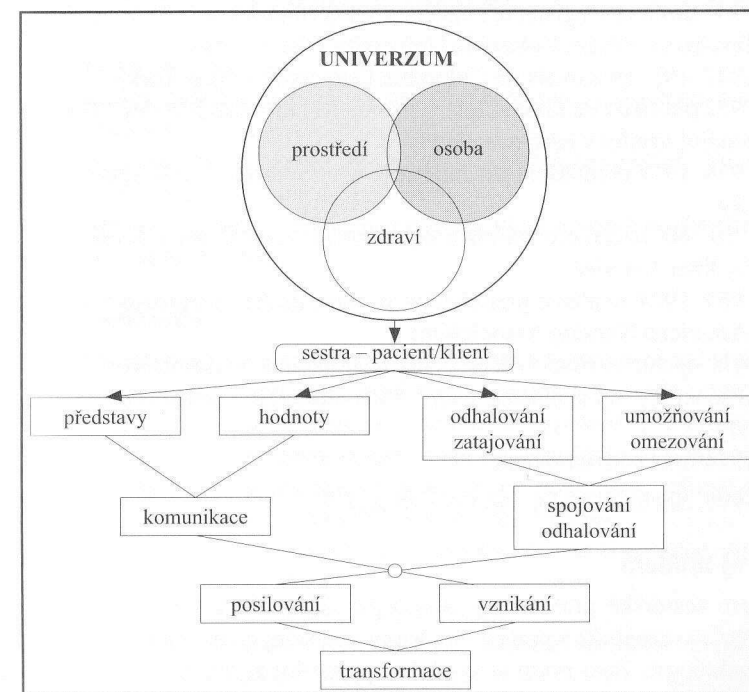 UNIVERZUM
prostředí
osoba
zdraví
sestra – pacient/klient
představy
hodnoty
odhalování
zatajování
umožňování
omezování
komunikace
spojování
odhalování
posilování
vznikání
transformace